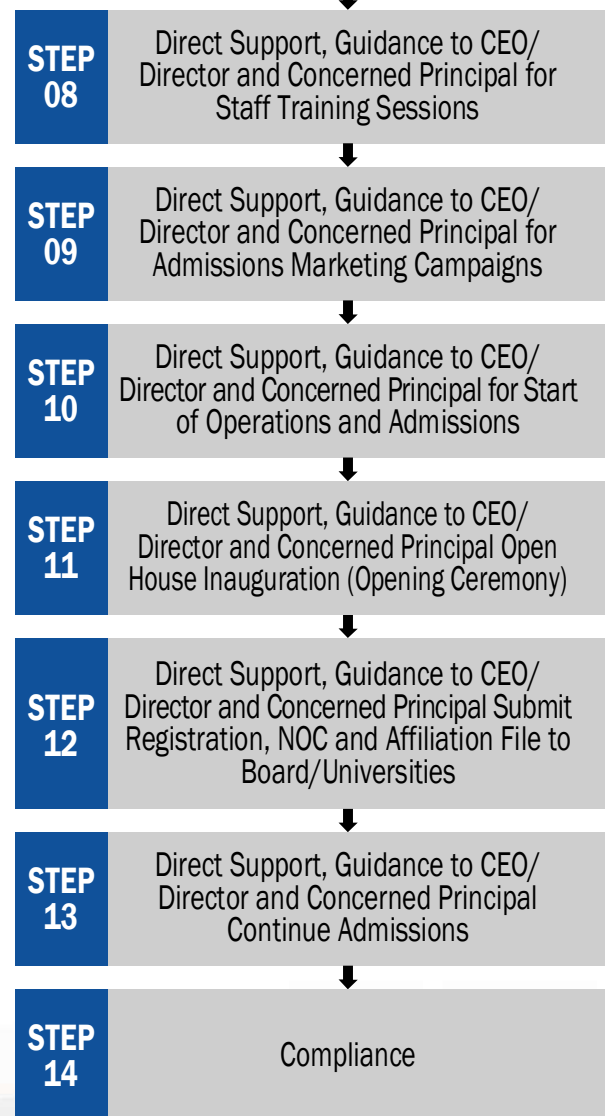 STEP
08
Direct Support, Guidance to CEO/
Director and Concerned Principal for
Staff Training Sessions
STEP
09
Direct Support, Guidance to CEO/
Director and Concerned Principal for
Admissions Marketing Campaigns
STEP
10
Direct Support, Guidance to CEO/
Director and Concerned Principal for Start
of Operations and Admissions
STEP
11
Direct Support, Guidance to CEO/
Director and Concerned Principal Open
House Inauguration (Opening Ceremony)
STEP
12
Direct Support, Guidance to CEO/
Director and Concerned Principal Submit
Registration, NOC and Affiliation File to
Board/Universities
STEP
13
Direct Support, Guidance to CEO/
Director and Concerned Principal
Continue Admissions
STEP
14
Compliance